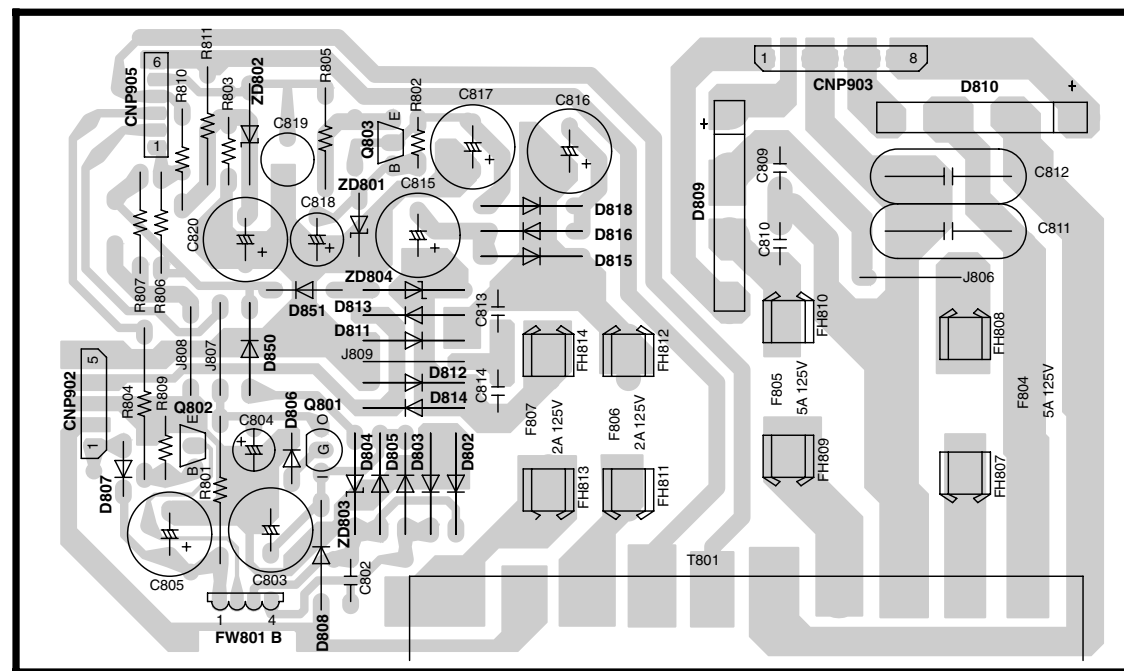 R811
R805
6
1
8
CNP905
R810
R803
ZD802
R802
C817
C816
CNP903
D810
+
C819
Q803
E
B
+
+
+
1
C809
C812
ZD801
C815
D809
C818
C820
+
+
+
D818
D816
D815
C810
C811
R807
R806
ZD804
J806
D851
D813
C813
D811
J809
FH814
FH812
FH810
FH808
5
J808
J807
D850
D812
D814
C814
CNP902
R804
R809
Q802
E
B
D806
Q801
O
G
I
C804
+
F807
2A 125V
F806
2A 125V
F805
5A 125V
F804
5A 125V
1
D807
R801
D804
D805
D803
D802
FH813
FH811
FH809
FH807
ZD803
+
C805
C803
C802
T801
1
4
FW801 B
D808